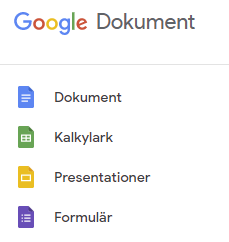 Google Dokument
Dokument
Kalkylark
Presentationer
Formulär